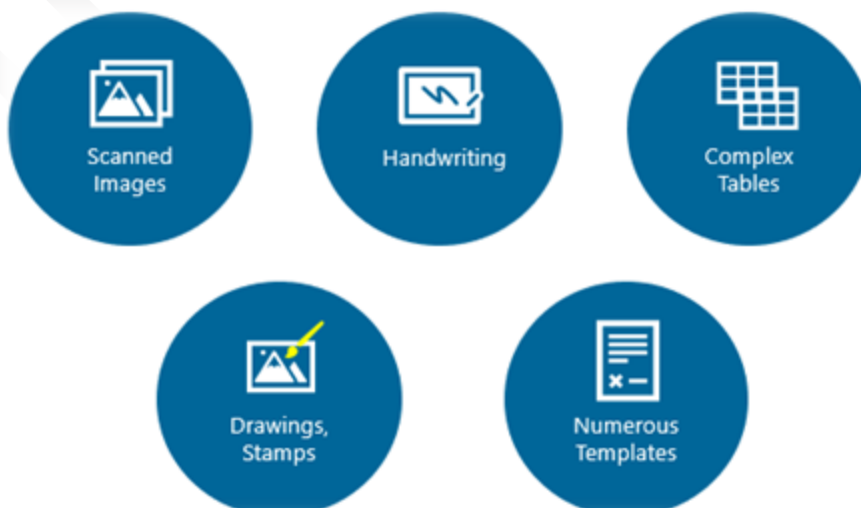 Scanned
Images
Handwriting
Complex
Tables
Drawings,
Stamps
Numerous
Templates